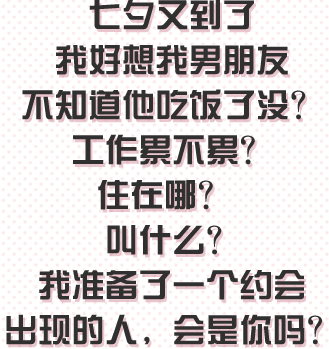 七夕又到了
我好想我男朋友
不知道他吃饭了没?
工作累不累?
住在哪?
叫什么?
我准备了一个约会
出现的人，会是你吗?